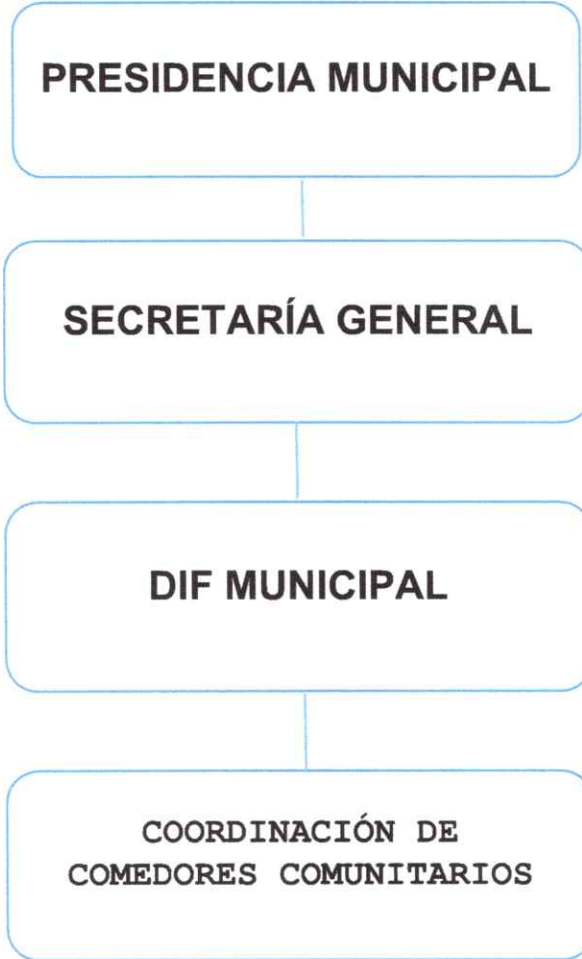 PRESIDENCIA MUNICIPAL
SECRETARÍA GENERAL
DIF MUNICIPAL
COORDINACIÓN DE
COMEDORES COMUNITARIOS